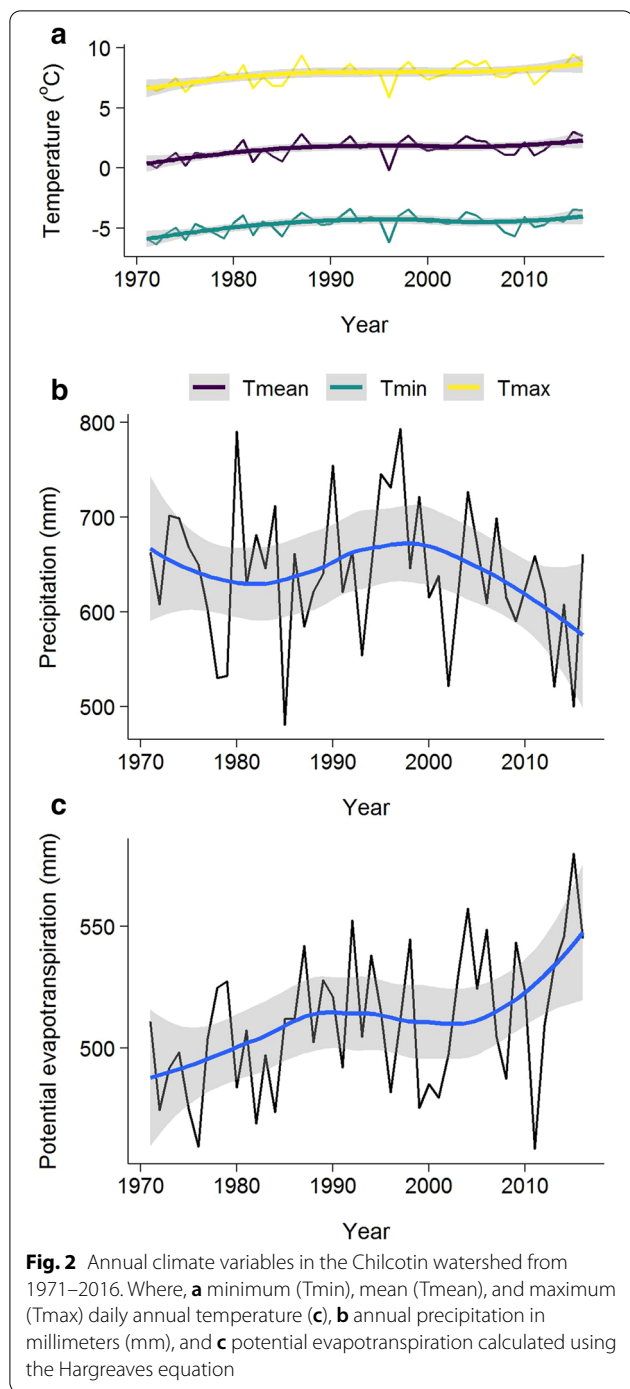 a
Temperature (°C)
10
5
0
-5
1970 1980 1990 2000 2010
Year
Tmean Tmin Tmax
b
Precipitation (mm)
800
700
600
500
1970 1980 1990 2000 2010
Year
c
Potential evapotranspiration (mm)
550
500
1970 1980 1990 2000 2010
Year
Fig. 2 Annual climate variables in the Chilcotin watershed from
1971–2016. Where, a minimum (Tmin), mean (Tmean), and maximum
(Tmax) daily annual temperature (c), b annual precipitation in
millimeters (mm), and c potential evapotranspiration calculated using
the Hargreaves equation